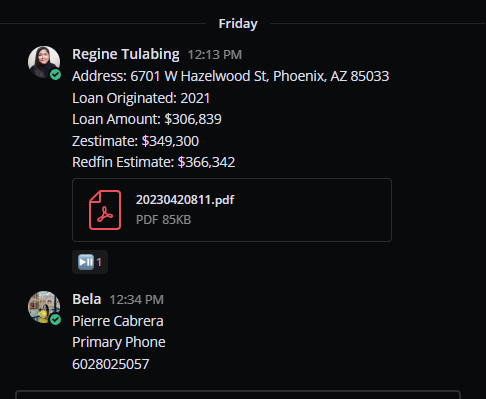 Friday
Regine Tulabing 12:13 PM
Address: 6701 W Hazelwood St, Phoenix, AZ 85033
Loan Originated: 2021
Loan Amount: $306,839
Zestimate: $349,300
Redfin Estimate: $366,342
20230420811.pdf
PDF 85KB
1
Bela 12:34 PM
Pierre Cabrera
Primary Phone
6028025057